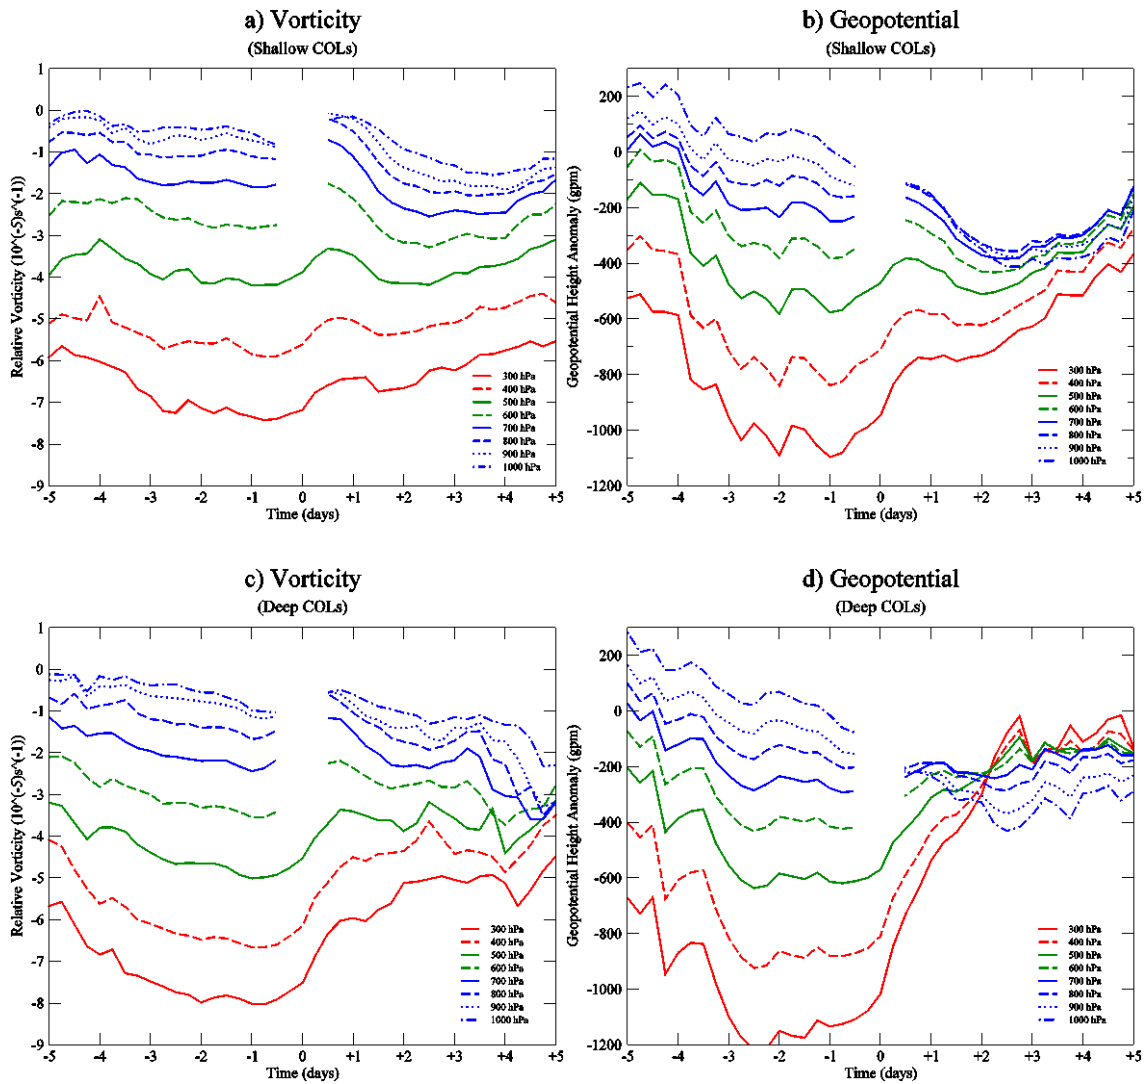 a) Vorticity
(Shallow COLs)
Relative Vorticity (10^(-5)s^(-1))
1
0
-1
-2
-3
-4
-5
-6
-7
-8
-9
300 hPa
400 hPa
500 hPa
600 hPa
700 hPa
800 hPa
900 hPa
1000 hPa
-5 -4 -3 -2 -1 0 +1 +2 +3 +4 +5
Time (days)
b) Geopotential
(Shallow COLs)
Geopotential Height Anomaly (gpm)
200
0
-200
-400
-600
-800
-1000
-1200
300 hPa
400 hPa
500 hPa
600 hPa
700 hPa
800 hPa
900 hPa
1000 hPa
-5 -4 -3 -2 -1 0 +1 +2 +3 +4 +5
Time (days)
c) Vorticity
(Deep COLs)
Relative Vorticity (10^(-5)s^(-1))
1
0
-1
-2
-3
-4
-5
-6
-7
-8
-9
300 hPa
400 hPa
500 hPa
600 hPa
700 hPa
800 hPa
900 hPa
1000 hPa
-5 -4 -3 -2 -1 0 +1 +2 +3 +4 +5
Time (days)
d) Geopotential
(Deep COLs)
Geopotential Height Anomaly (gpm)
200
0
-200
-400
-600
-800
-1000
-1200
300 hPa
400 hPa
500 hPa
600 hPa
700 hPa
800 hPa
900 hPa
1000 hPa
-5 -4 -3 -2 -1 0 +1 +2 +3 +4 +5
Time (days)